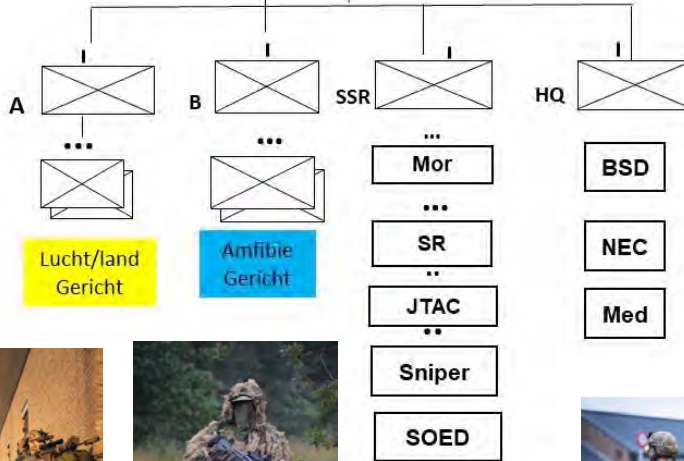 A
B
SSR
HQ
Mor
BSD
Lucht/land
Gericht
Amfibie
Gericht
SR
NEC
JTAC
Med
Sniper
SOED